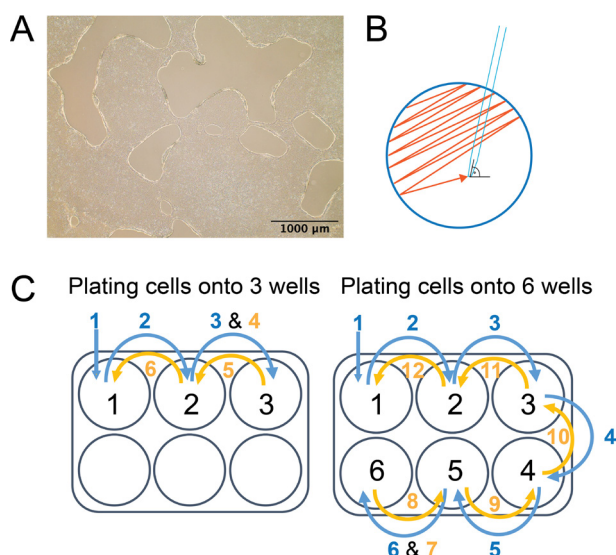 A
B
1000 µm
C
Plating cells onto 3 wells
Plating cells onto 6 wells
1 2 3 & 4
6 5
1 2 3
1 2 3
12 11
1 2 3
10 4
6 5 4
8 9
6 & 7 5